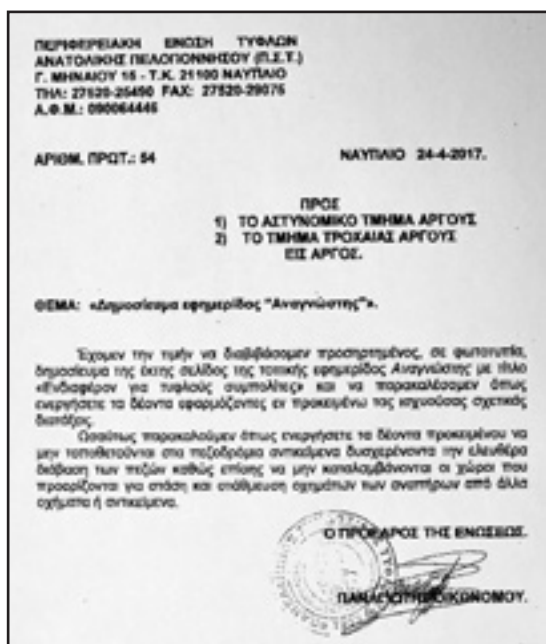 ΠΕΡΙΦΕΡΕΙΑΚΗ ΕΝΩΣΗ ΤΥΦΛΩΝ
ΑΝΑΤΟΛΙΚΗΣ ΠΕΛΟΠΟΝΝΗΣΟΥ (Π.Σ.Τ.)
Γ. ΜΗΝΑΙΟΥ 15 - Τ.Κ. 21100 ΝΑΥΠΛΙΟ
ΤΗΛ: 27520-25490 FAX: 27520-29075
Α.Φ.Μ.: 090064445
ΑΡΙΘΜ. ΠΡΩΤ.: 54 ΝΑΥΠΛΙΟ 24-4-2017.
ΠΡΟΣ
1) ΤΟ ΑΣΤΥΝΟΜΙΚΟ ΤΜΗΜΑ ΑΡΓΟΥΣ
2) ΤΟ ΤΜΗΜΑ ΤΡΟΧΑΙΑΣ ΑΡΓΟΥΣ
ΕΙΣ ΑΡΓΟΣ.
ΘΕΜΑ: «Δημοσίευμα εφημερίδος "Αναγνώστης"».
Έχομεν την τιμήν να διαβιβάσομεν προσηρτημένος, σε φωτοτυπία,
δημοσίευμα της έκτης σελίδος της τοπικής εφημερίδος Αναγνώστης με τίτλο
«Ενδιαφέρον για τυφλούς συμπολίτες» και να παρακαλέσομεν όπως
ενεργήσετε τα δέοντα εφαρμόζοντες εν προκειμένω τας ισχυούσας σχετικάς
διατάξεις.
Ωσαύτως παρακαλούμεν όπως ενεργήσετε τα δέοντα προκειμένου να
μην τοποθετούνται στα πεζοδρόμια αντικείμενα δυσχερένοντα την ελευθέρα
διάβαση των πεζών καθώς επίσης να μην καταλαμβάνονται οι χώροι που
προορίζονται για στάση και στάθμευση οχημάτων των αναπήρων από άλλα
οχήματα ή αντικείμενα.
Ο ΠΡΟΕΔΡΟΣ ΤΗΣ ΕΝΩΣΕΩΣ.
ΠΑΝΑΓΙΩΤΗΣ ΟΙΚΟΝΟΜΟΥ.